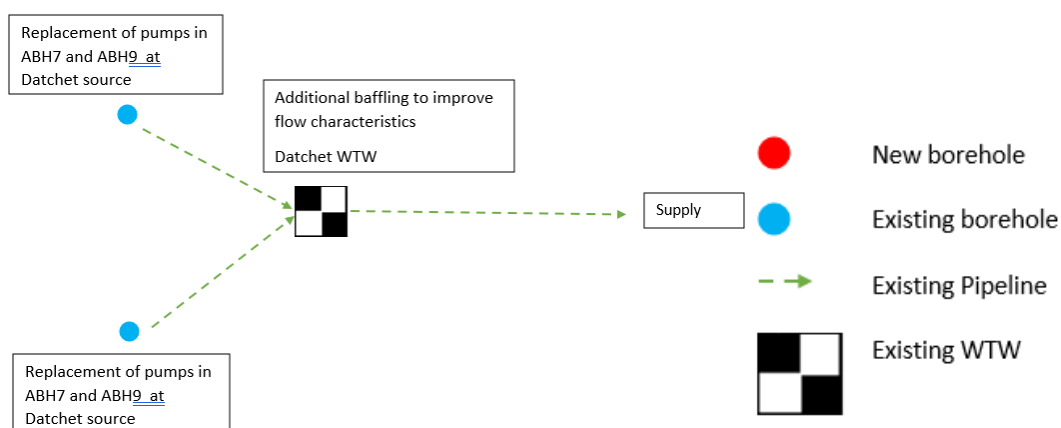 Replacement of pumps in
ABH7 and ABH9 at
Datchet source
Additional baffling to improve
flow characteristics
Datchet WTW
Supply
New borehole
Existing borehole
Existing Pipeline
Existing WTW
Replacement of pumps in
ABH7 and ABH9 at
Datchet source